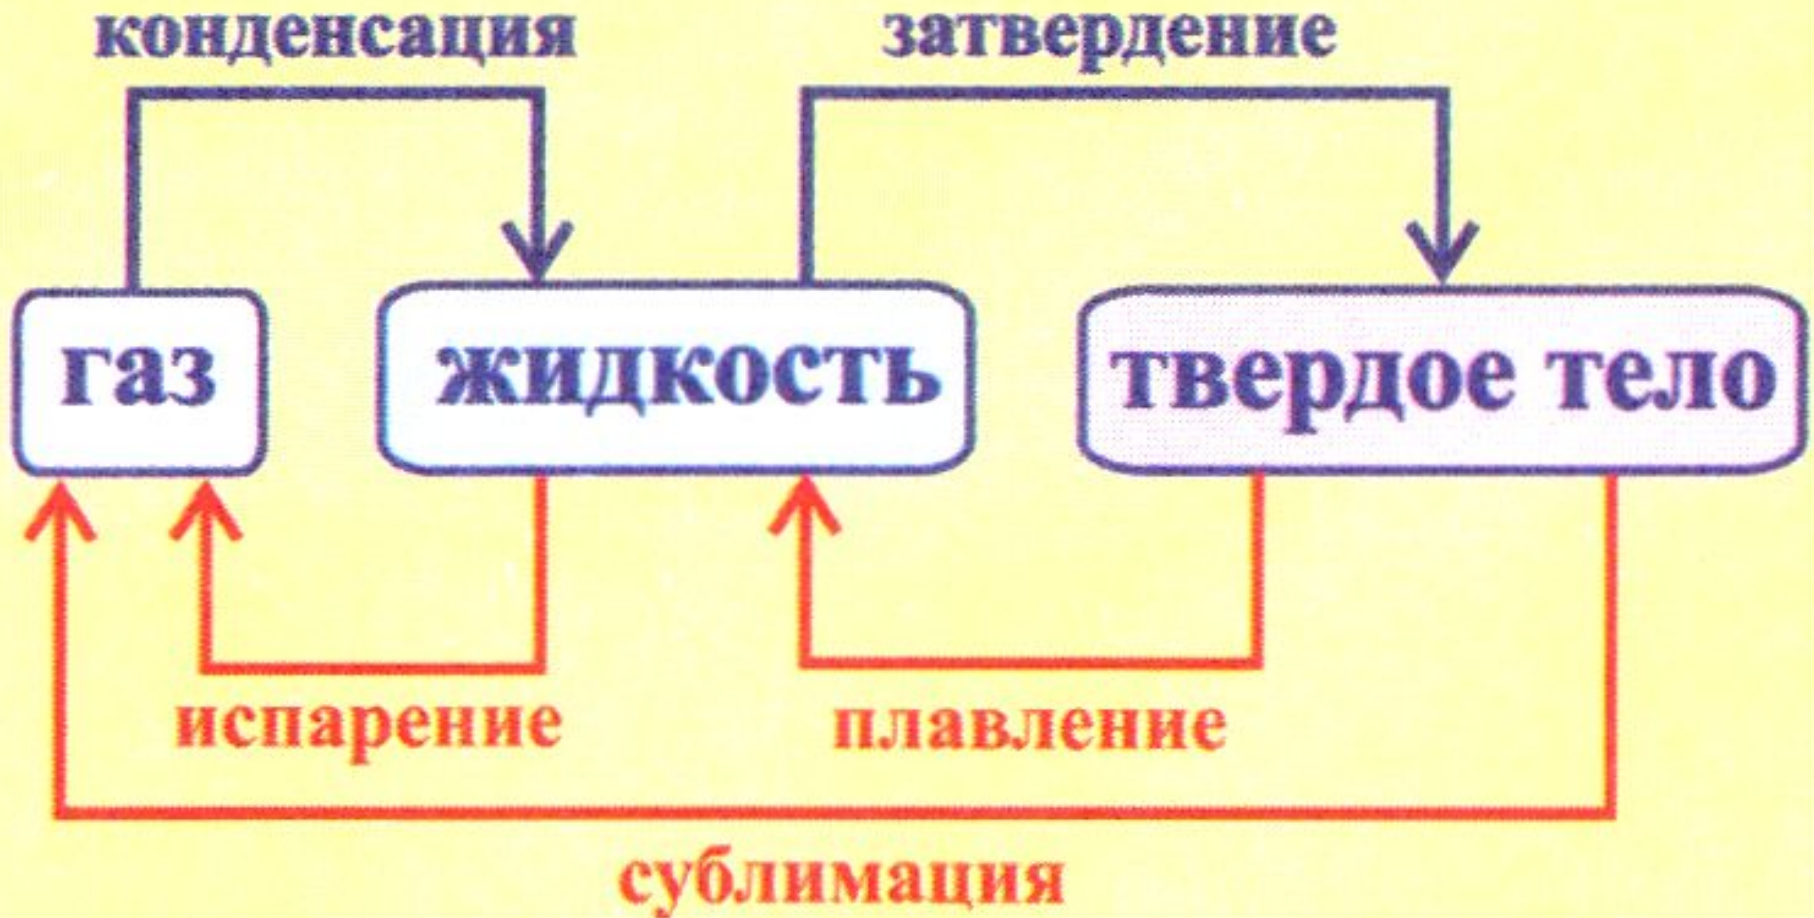 конденсация затвердение
газ жидкость твердое тело
испарение плавление
сублимация